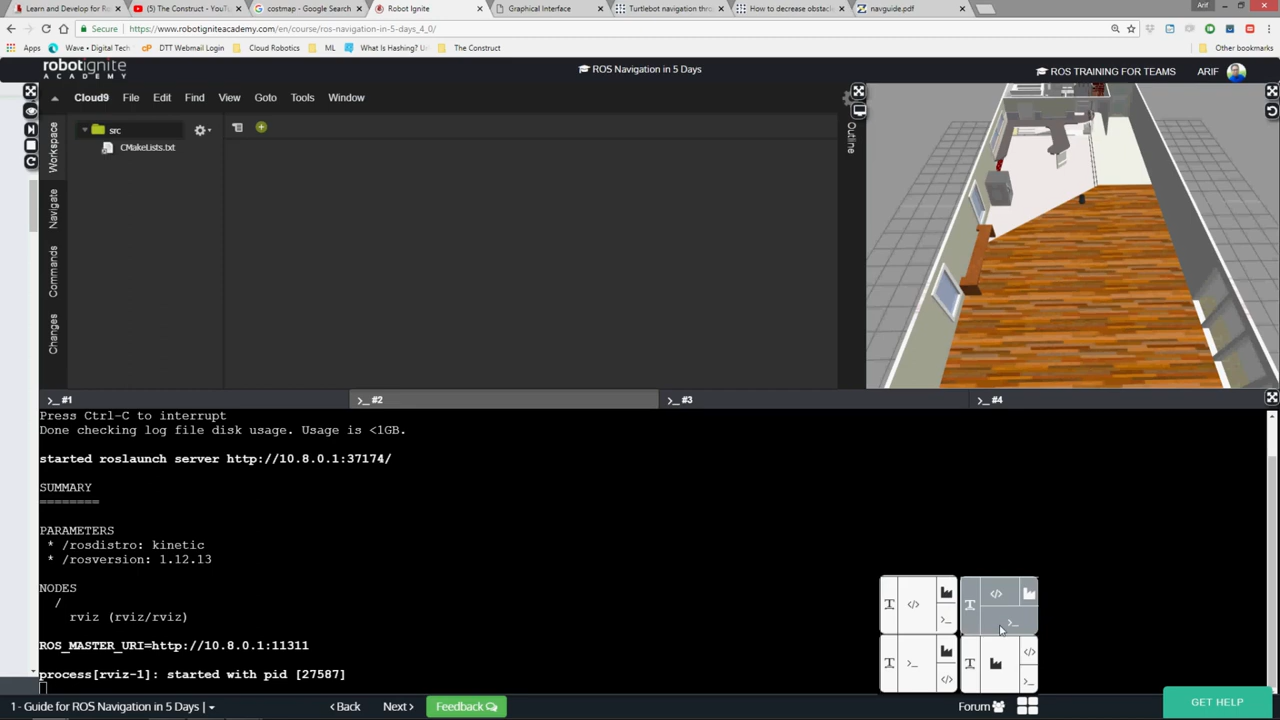 Learn and Develop for Ro
(5) The Construct - YouTu
costmap - Google Search
Robot Ignite
Graphical Interface
Turtlebot navigation thro
How to decrease obstac
navguide.pdf
Arif
Secure
https://www.robotigniteacademy.com/en/course/ros-navigation-in-5-days_4_0/
Apps
Wave • Digital Tech
DTT Webmail Login
Cloud Robotics
ML
What Is Hashing? Un
The Construct
Other bookmarks
robotignite
ACADEMY
ROS Navigation in 5 Days
ROS TRAINING FOR TEAMS
ARIF
Cloud9
File
Edit
Find
View
Goto
Tools
Window
Workspace
Navigate
Commands
Changes
src
CMakeLists.txt
Outline
>_ #1
>_ #2
>_ #3
>_ #4
Press Ctrl-C to interrupt
Done checking log file disk usage. Usage is <1GB.
started roslaunch server http://10.8.0.1:37174/
SUMMARY
========
PARAMETERS
* /rosdistro: kinetic
* /rosversion: 1.12.13
NODES
/
rviz (rviz/rviz)
ROS_MASTER_URI=http://10.8.0.1:11311
process[rviz-1]: started with pid [27587]
1 - Guide for ROS Navigation in 5 Days |
Back
Next
Feedback
Forum
GET HELP